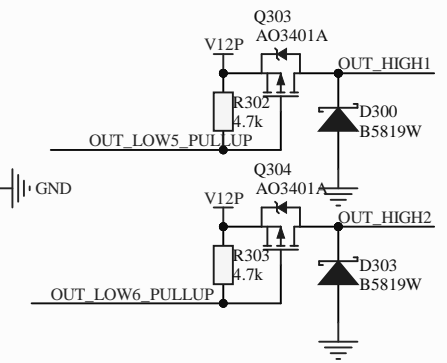 Q303
AO3401A
V12P
OUT_HIGH1
R302
4.7k
D300
B5819W
OUT_LOW5_PULLUP
GND
Q304
AO3401A
V12P
OUT_HIGH2
R303
4.7k
D303
B5819W
OUT_LOW6_PULLUP